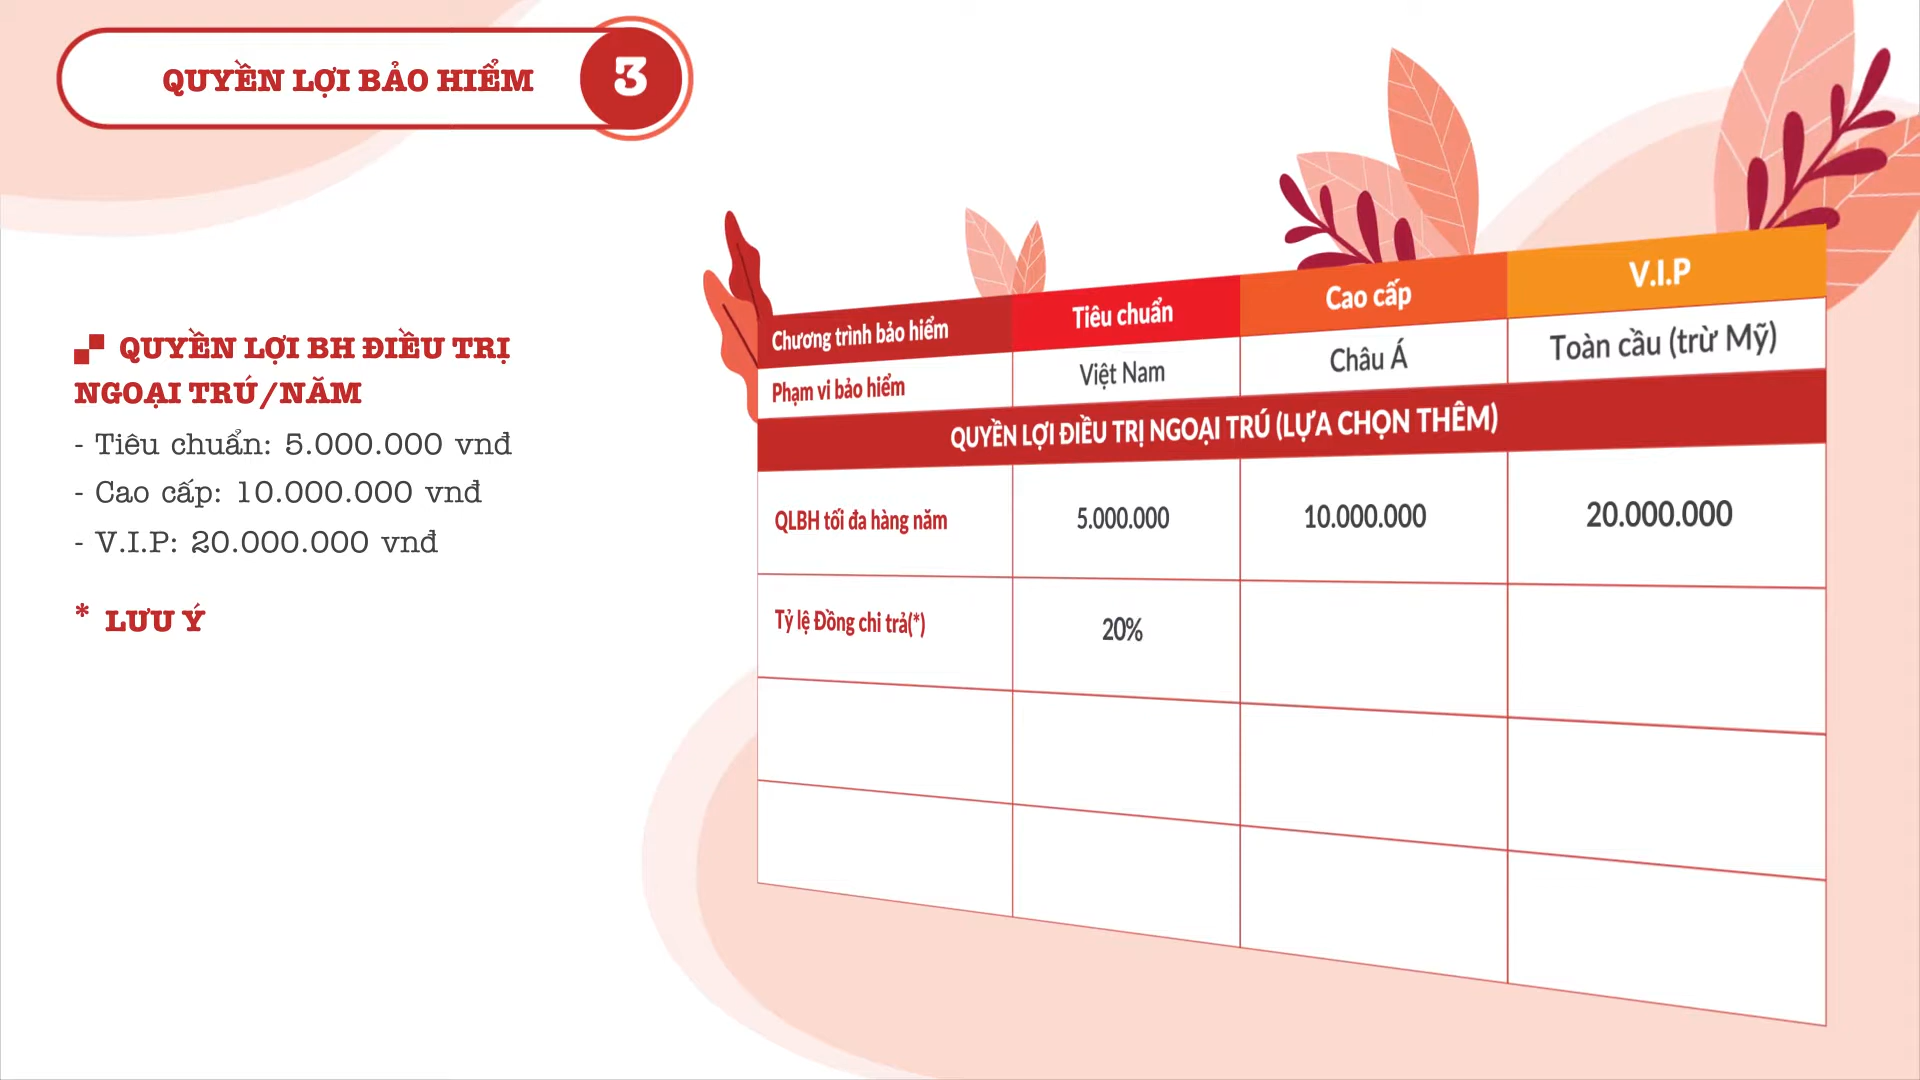 QUYỀN LỢI BẢO HIỂM
3
QUYỀN LỢI BH ĐIỀU TRỊ
NGOẠI TRÚ/NĂM
- Tiêu chuẩn: 5.000.000 vnđ
- Cao cấp: 10.000.000 vnđ
- V.I.P: 20.000.000 vnđ
* LƯU Ý
Chương trình bảo hiểm Tiêu chuẩn Cao cấp V.I.P
Phạm vi bảo hiểm Việt Nam Châu Á Toàn cầu (trừ Mỹ)
QUYỀN LỢI ĐIỀU TRỊ NGOẠI TRÚ (LỰA CHỌN THÊM)
QLBH tối đa hàng năm 5.000.000 10.000.000 20.000.000
Tỷ lệ Đồng chi trả(*) 20%